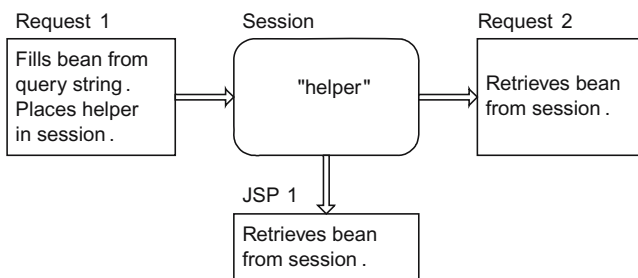 Request 1
Session
Request 2
Fills bean from
query string .
Places helper
in session .
"helper"
Retrieves bean
from session .
JSP 1
Retrieves bean
from session .